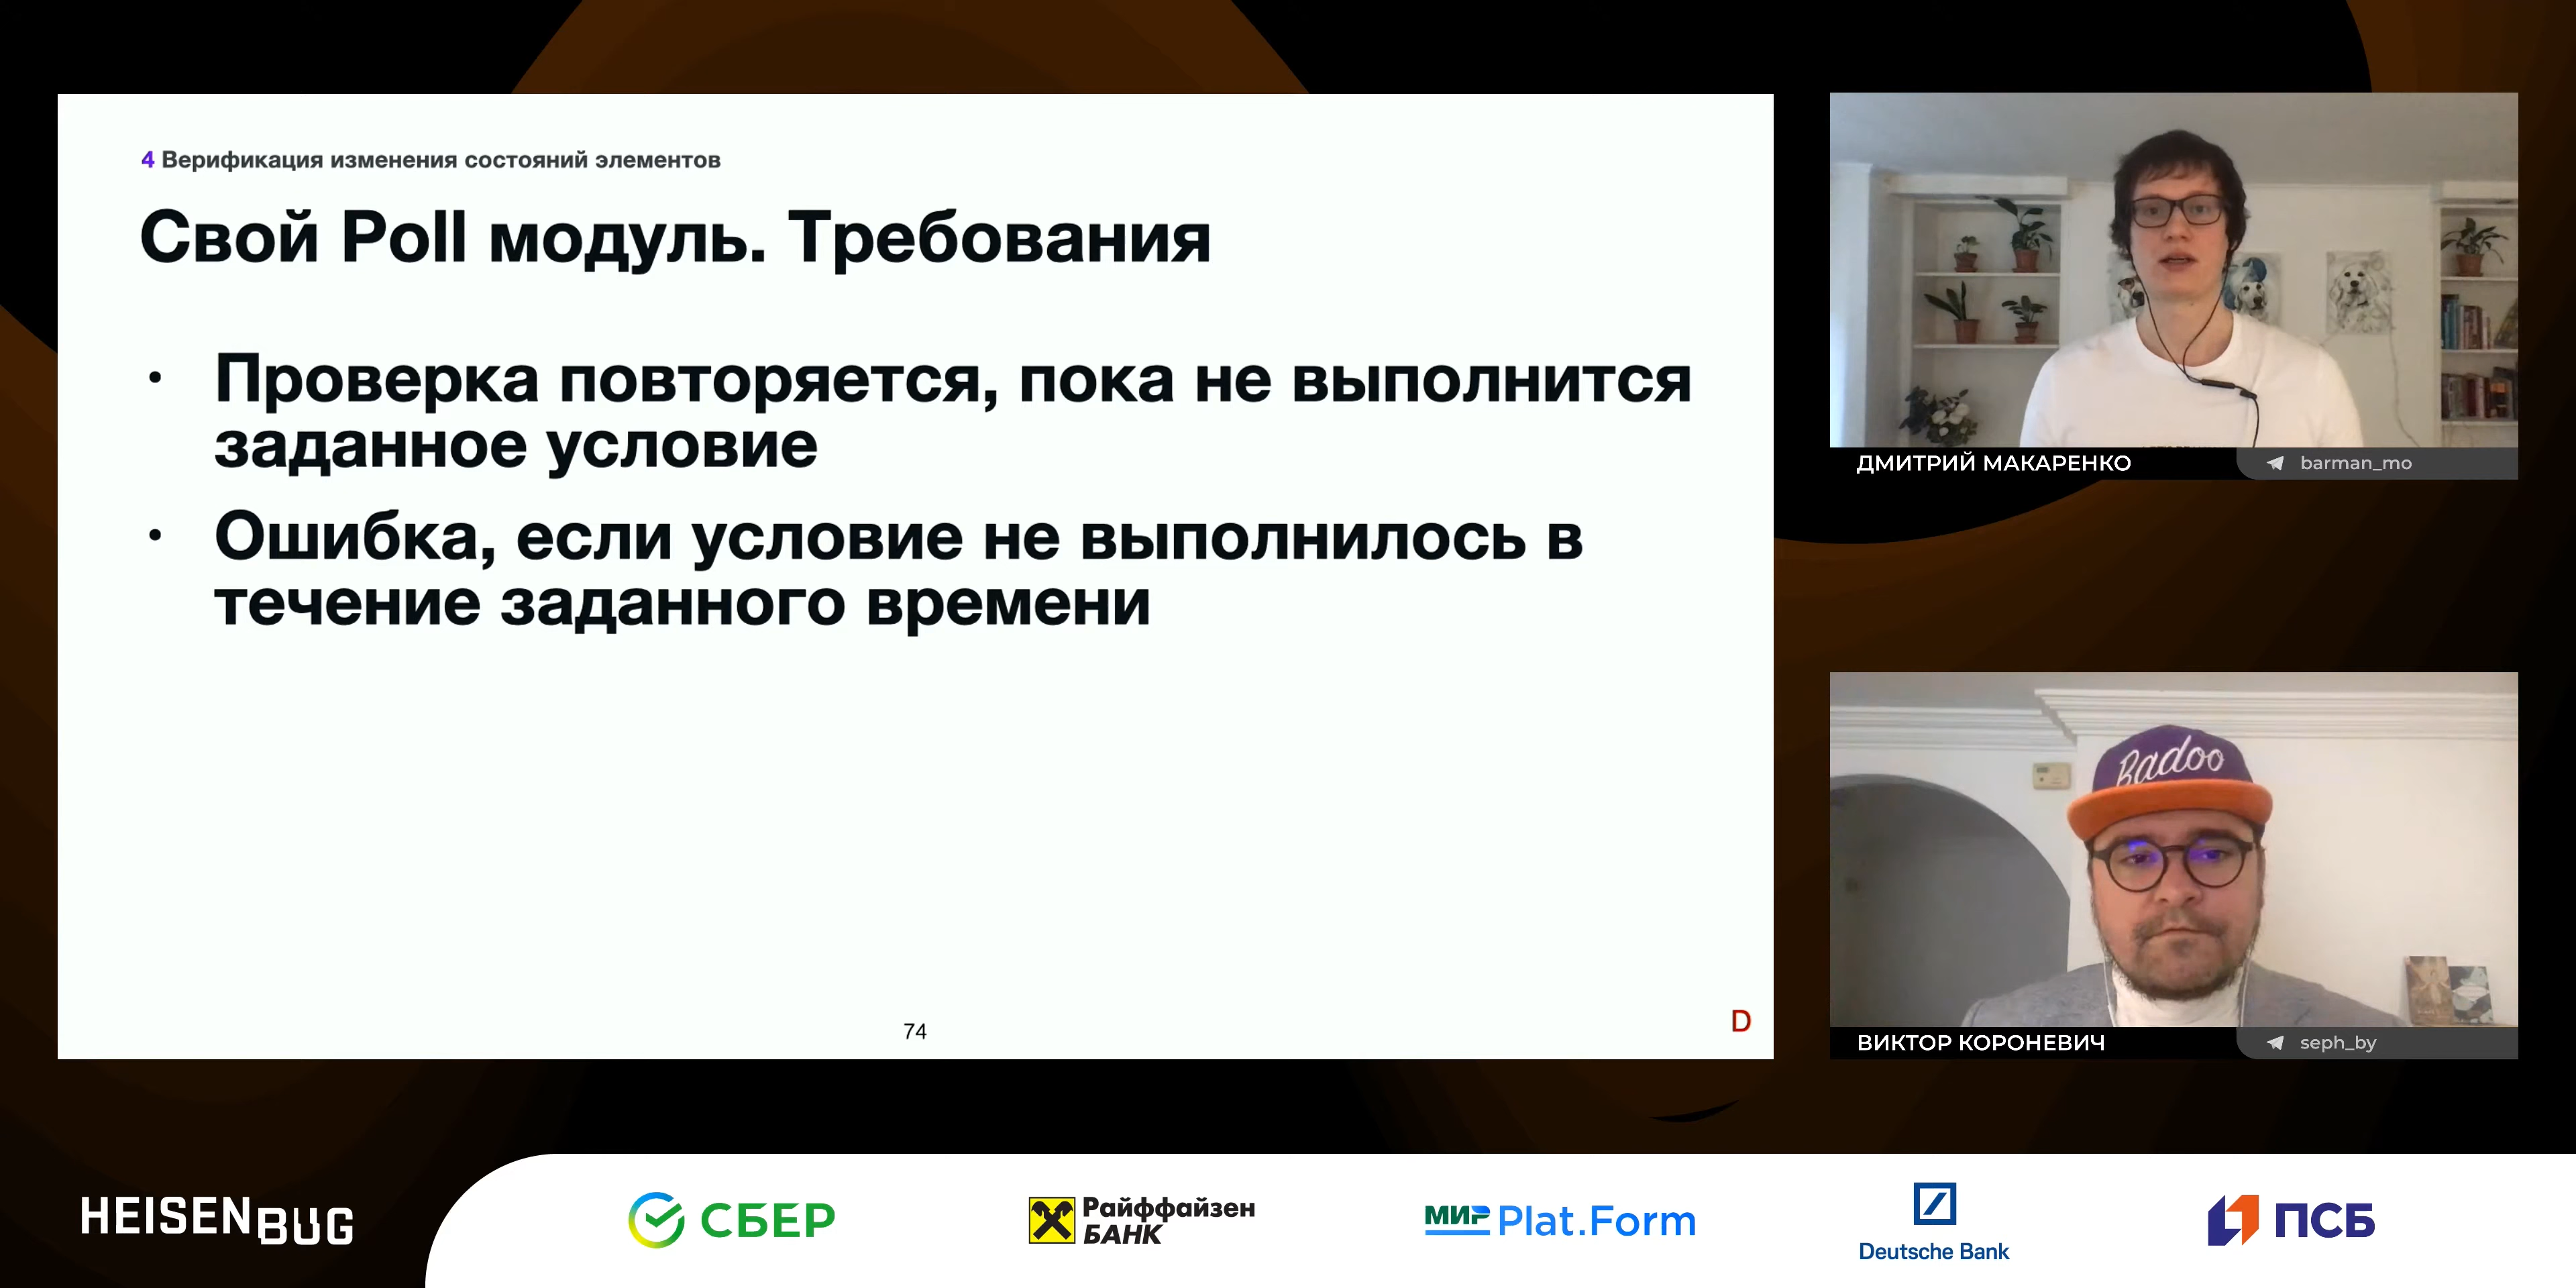 4 Верификация изменения состояний элементов
Свой Poll модуль. Требования
• Проверка повторяется, пока не выполнится
заданное условие
• Ошибка, если условие не выполнилось в
течение заданного времени
74
D
ДМИТРИЙ МАКАРЕНКО
barman_mo
Badoo
ВИКТОР КОРОНЕВИЧ
seph_by
HEISENBUG
СБЕР
Райффайзен
БАНК
МИР Plat.Form
Deutsche Bank
ПСБ